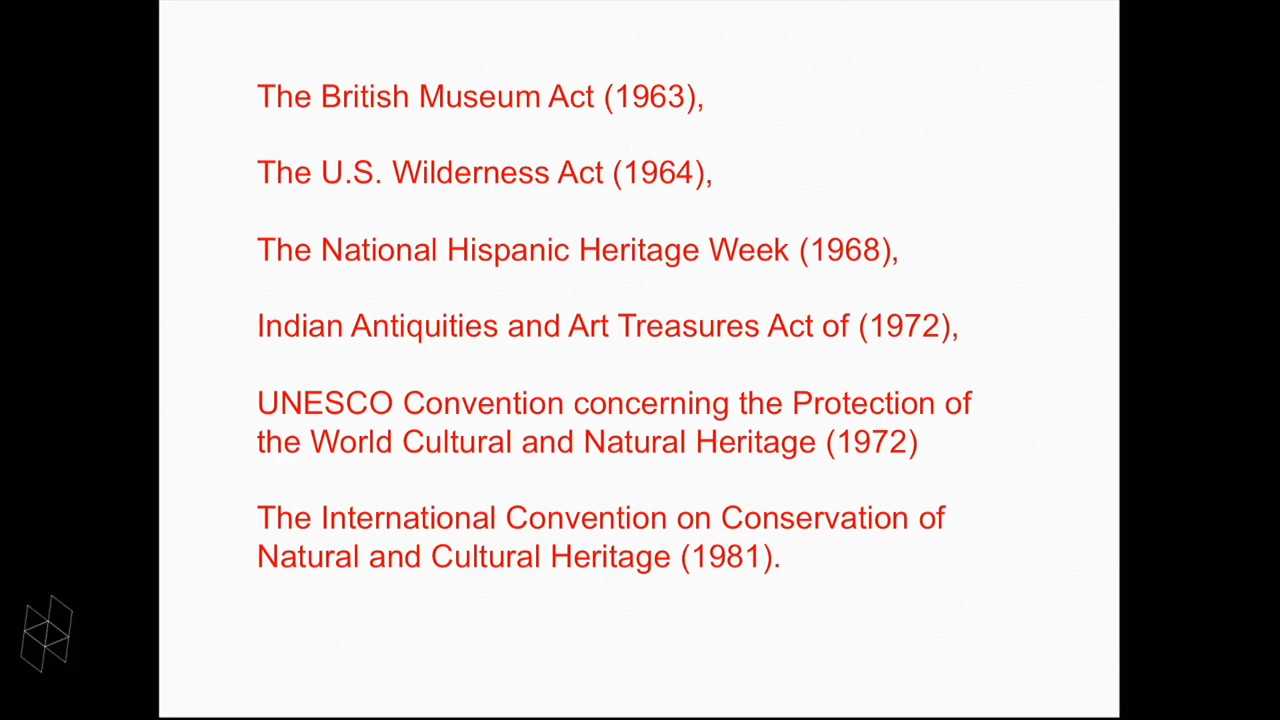 The British Museum Act (1963),
The U.S. Wilderness Act (1964),
The National Hispanic Heritage Week (1968),
Indian Antiquities and Art Treasures Act of (1972),
UNESCO Convention concerning the Protection of
the World Cultural and Natural Heritage (1972)
The International Convention on Conservation of
Natural and Cultural Heritage (1981).